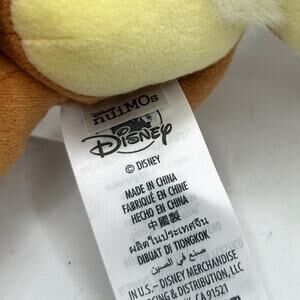 Disney
nuiMOs
Disney
© DISNEY
MADE IN CHINA
FABRIQUÉ EN CHINE
HECHO EN CHINA
中國製
ผลิตในประเทศจีน
DIBUAT DI TIONGKOK
صنع في الصين
IN U.S. - DISNEY MERCHANDISE
AND DISTRIBUTION, LLC
CA 91521